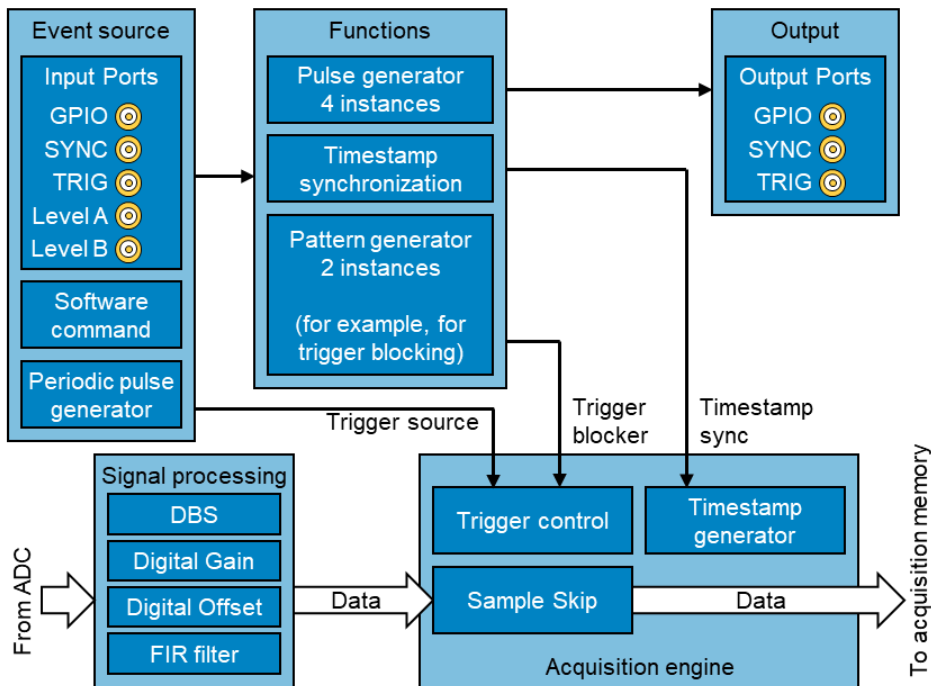 Event source
Input Ports
GPIO
SYNC
TRIG
Level A
Level B
Software
command
Periodic pulse
generator
Functions
Pulse generator
4 instances
Timestamp
synchronization
Pattern generator
2 instances
(for example, for
trigger blocking)
Output
Output Ports
GPIO
SYNC
TRIG
Trigger source
Trigger
blocker
Timestamp
sync
From ADC
Signal processing
DBS
Digital Gain
Digital Offset
FIR filter
Data
Trigger control
Timestamp
generator
Sample Skip
Data
Acquisition engine
To acquisition memory